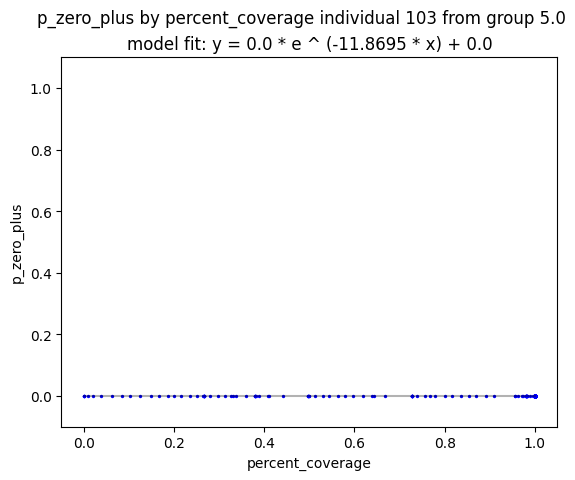 p_zero_plus by percent_coverage individual 103 from group 5.0
model fit: y = 0.0 * e ^ (-11.8695 * x) + 0.0
1.0
0.8
0.6
0.4
0.2
0.0
p_zero_plus
0.0 0.2 0.4 0.6 0.8 1.0
percent_coverage